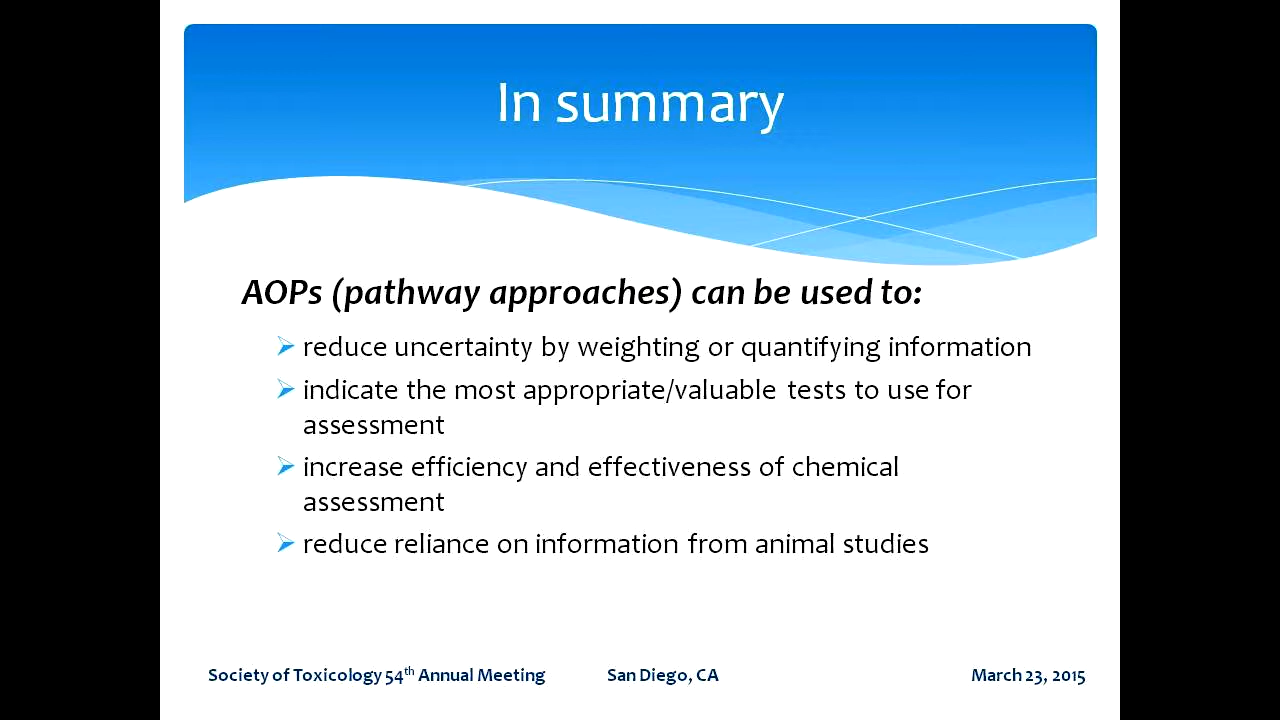 In summary
AOPs (pathway approaches) can be used to:
reduce uncertainty by weighting or quantifying information
indicate the most appropriate/valuable tests to use for
assessment
increase efficiency and effectiveness of chemical
assessment
reduce reliance on information from animal studies
Society of Toxicology 54th Annual Meeting San Diego, CA March 23, 2015